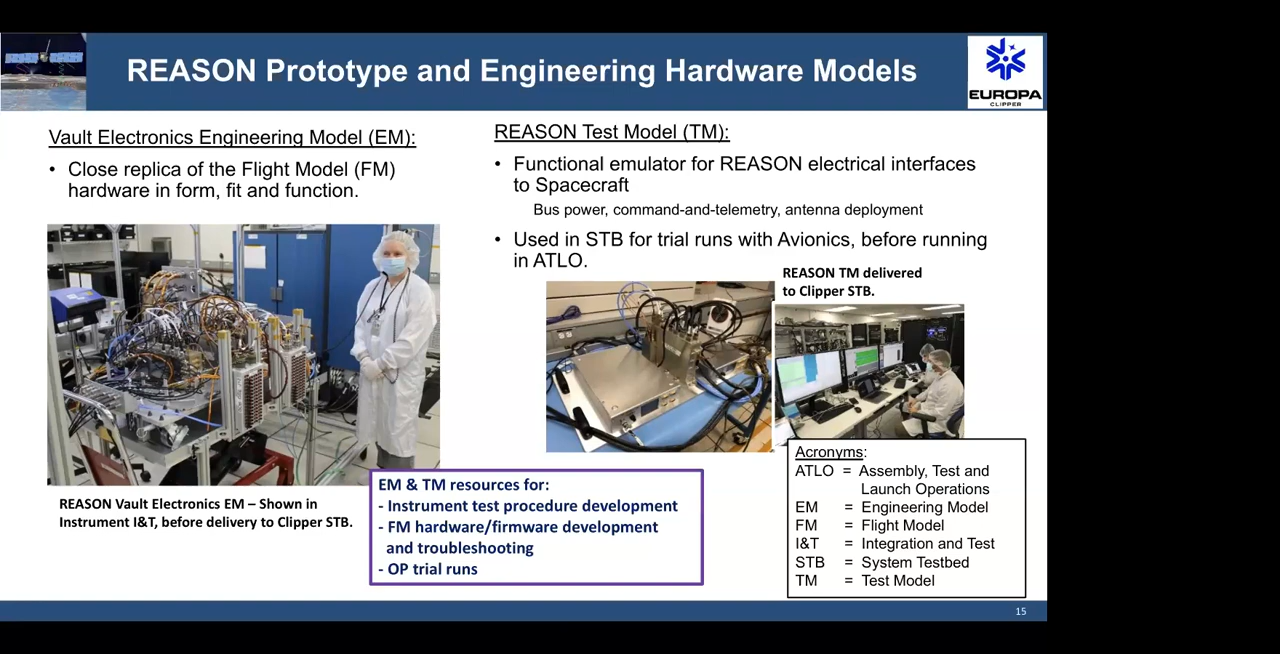 REASON Prototype and Engineering Hardware Models
EUROPA
CLIPPER
Vault Electronics Engineering Model (EM):
• Close replica of the Flight Model (FM)
hardware in form, fit and function.
REASON Vault Electronics EM – Shown in
Instrument I&T, before delivery to Clipper STB.
REASON Test Model (TM):
• Functional emulator for REASON electrical interfaces
to Spacecraft
Bus power, command-and-telemetry, antenna deployment
• Used in STB for trial runs with Avionics, before running
in ATLO.
REASON TM delivered
to Clipper STB.
EM & TM resources for:
- Instrument test procedure development
- FM hardware/firmware development
and troubleshooting
- OP trial runs
Acronyms:
ATLO = Assembly, Test and
Launch Operations
EM = Engineering Model
FM = Flight Model
I&T = Integration and Test
STB = System Testbed
TM = Test Model
15